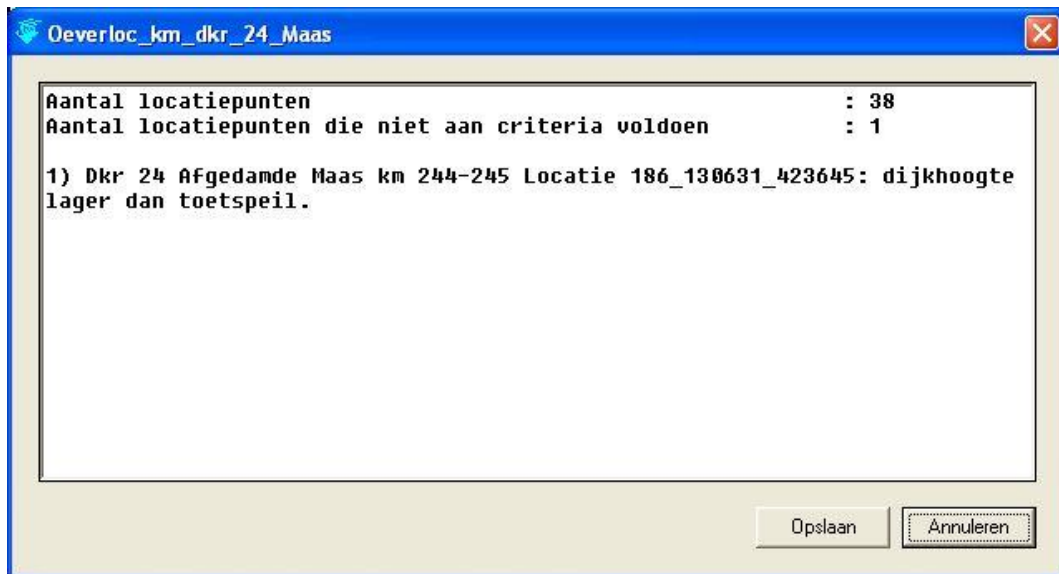 Oeverloc_km_dkr_24_Maas
Aantal locatiepunten : 38
Aantal locatiepunten die niet aan criteria voldoen : 1
1) Dkr 24 Afgedamde Maas km 244-245 Locatie 186_130631_423645: dijkhoogte
lager dan toetspeil.
Opslaan Annuleren